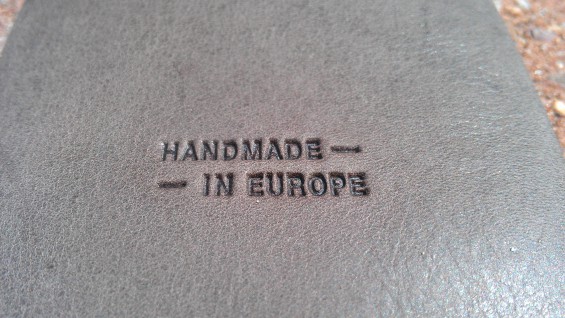 HANDMADE —
— IN EUROPE